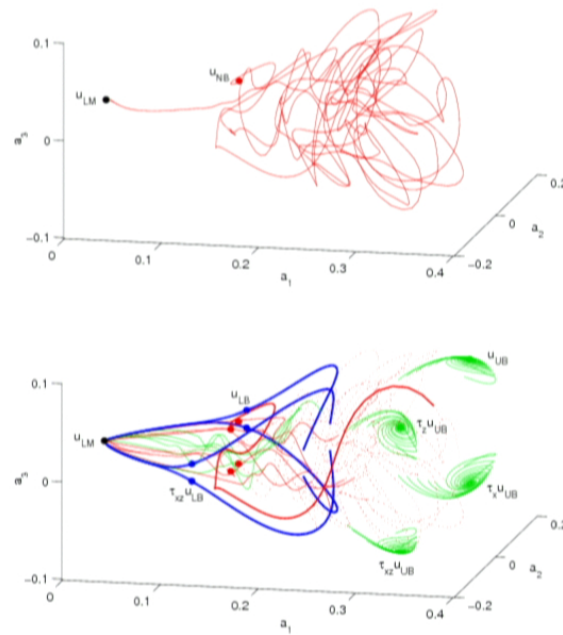 0.1
u_NB
u_LM
a_3
0
0.2
0
a_2
-0.1
0
0.1
0.2
0.3
0.4
-0.2
a_1
u_UB
0.1
u_LB
u_LM
τ_z u_UB
a_3
0
τ_xz u_LB
τ_x u_UB
0.2
τ_xz u_UB
0
a_2
-0.1
0
0.1
0.2
0.3
0.4
-0.2
a_1